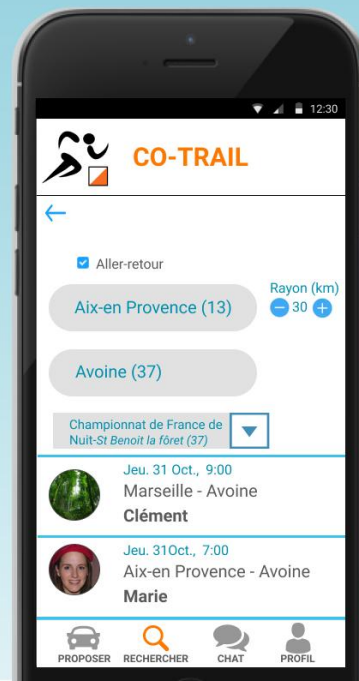 12:30
CO-TRAIL
Aller-retour
Rayon (km)
Aix-en Provence (13)
30
Avoine (37)
Championnat de France de
Nuit-St Benoit la fôret (37)
Jeu. 31 Oct., 9:00
Marseille - Avoine
Clément
Jeu. 31Oct., 7:00
Aix-en Provence - Avoine
Marie
PROPOSER RECHERCHER CHAT PROFIL